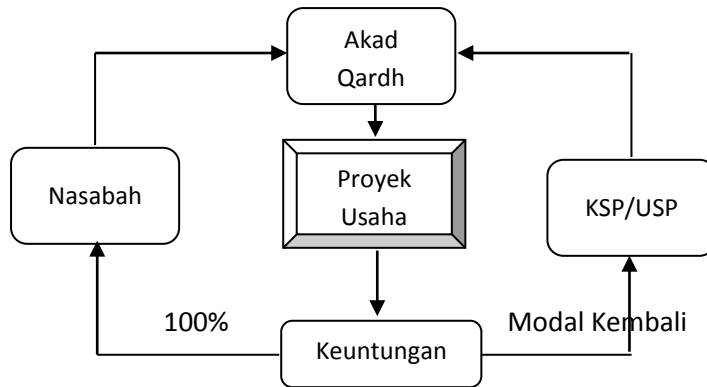 Akad
Qardh
Nasabah
Proyek
Usaha
KSP/USP
100%
Modal Kembali
Keuntungan